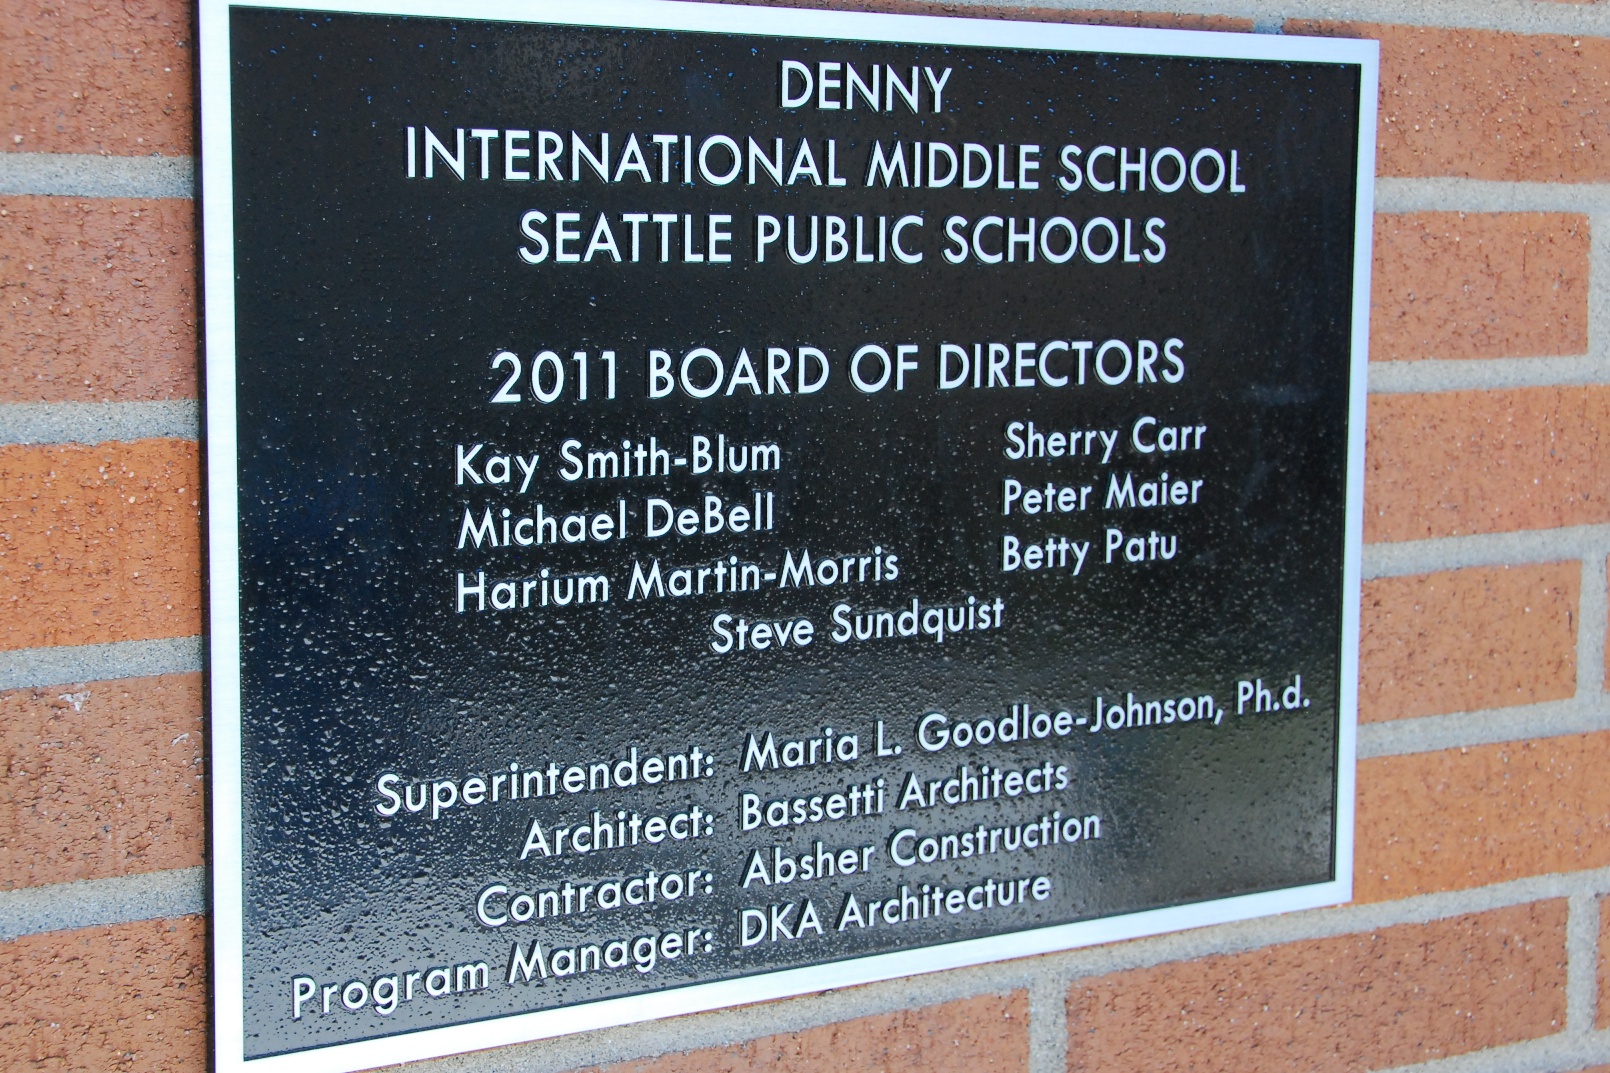 DENNY
INTERNATIONAL MIDDLE SCHOOL
SEATTLE PUBLIC SCHOOLS
2011 BOARD OF DIRECTORS
Kay Smith-Blum Sherry Carr
Michael DeBell Peter Maier
Harium Martin-Morris Betty Patu
Steve Sundquist
Superintendent: Maria L. Goodloe-Johnson, Ph.d.
Architect: Bassetti Architects
Contractor: Absher Construction
Program Manager: DKA Architecture